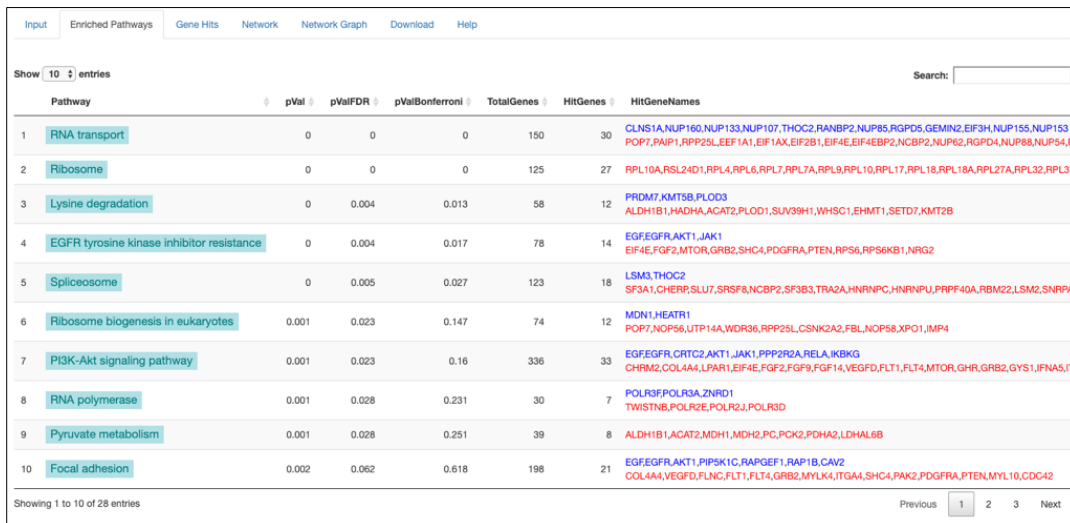 Input Enriched Pathways Gene Hits Network Network Graph Download Help
Show 10 entries Search:
Pathway pVal pValFDR pValBonferroni TotalGenes HitGenes HitGeneNames
1 RNA transport 0 0 0 150 30 CLNS1A,NUP160,NUP133,NUP107,THOC2,RANBP2,NUP85,RGPD5,GEMIN2,EIF3H,NUP155,NUP153
POP7,PAIP1,RPP25L,EEF1A1,EIF1AX,EIF2B1,EIF4E,EIF4EBP2,NCBP2,NUP62,RGPD4,NUP88,NUP54,
2 Ribosome 0 0 0 125 27 RPL10A,RSL24D1,RPL4,RPL6,RPL7,RPL7A,RPL9,RPL10,RPL17,RPL18,RPL18A,RPL27A,RPL32,RPL3
3 Lysine degradation 0 0.004 0.013 58 12 PRDM7,KMT5B,PLOD3
ALDH1B1,HADHA,ACAT2,PLOD1,SUV39H1,WHSC1,EHMT1,SETD7,KMT2B
4 EGFR tyrosine kinase inhibitor resistance 0 0.004 0.017 78 14 EGF,EGFR,AKT1,JAK1
EIF4E,FGF2,MTOR,GRB2,SHC4,PDGFRA,PTEN,RPS6,RPS6KB1,NRG2
5 Spliceosome 0 0.005 0.027 123 18 LSM3,THOC2
SF3A1,CHERP,SLU7,SRSF8,NCBP2,SF3B3,TRA2A,HNRNPC,HNRNPU,PRPF40A,RBM22,LSM2,SNRPA
6 Ribosome biogenesis in eukaryotes 0.001 0.023 0.147 74 12 MDN1,HEATR1
POP7,NOP56,UTP14A,WDR36,RPP25L,CSNK2A2,FBL,NOP58,XPO1,IMP4
7 PI3K-Akt signaling pathway 0.001 0.023 0.16 336 33 EGF,EGFR,CRTC2,AKT1,JAK1,PPP2R2A,RELA,IKBKG
CHRM2,COL4A4,LPAR1,EIF4E,FGF2,FGF9,FGF14,VEGFD,FLT1,FLT4,MTOR,GHR,GRB2,GYS1,IFNA5,
8 RNA polymerase 0.001 0.028 0.231 30 7 POLR3F,POLR3A,ZNRD1
TWISTNB,POLR2E,POLR2J,POLR3D
9 Pyruvate metabolism 0.001 0.028 0.251 39 8 ALDH1B1,ACAT2,MDH1,MDH2,PC,PCK2,PDHA2,LDHAL6B
10 Focal adhesion 0.002 0.062 0.618 198 21 EGF,EGFR,AKT1,PIP5K1C,RAPGEF1,RAP1B,CAV2
COL4A4,VEGFD,FLNC,FLT1,FLT4,GRB2,MYLK4,ITGA4,SHC4,PAK2,PDGFRA,PTEN,MYL10,CDC42
Showing 1 to 10 of 28 entries Previous 1 2 3 Next